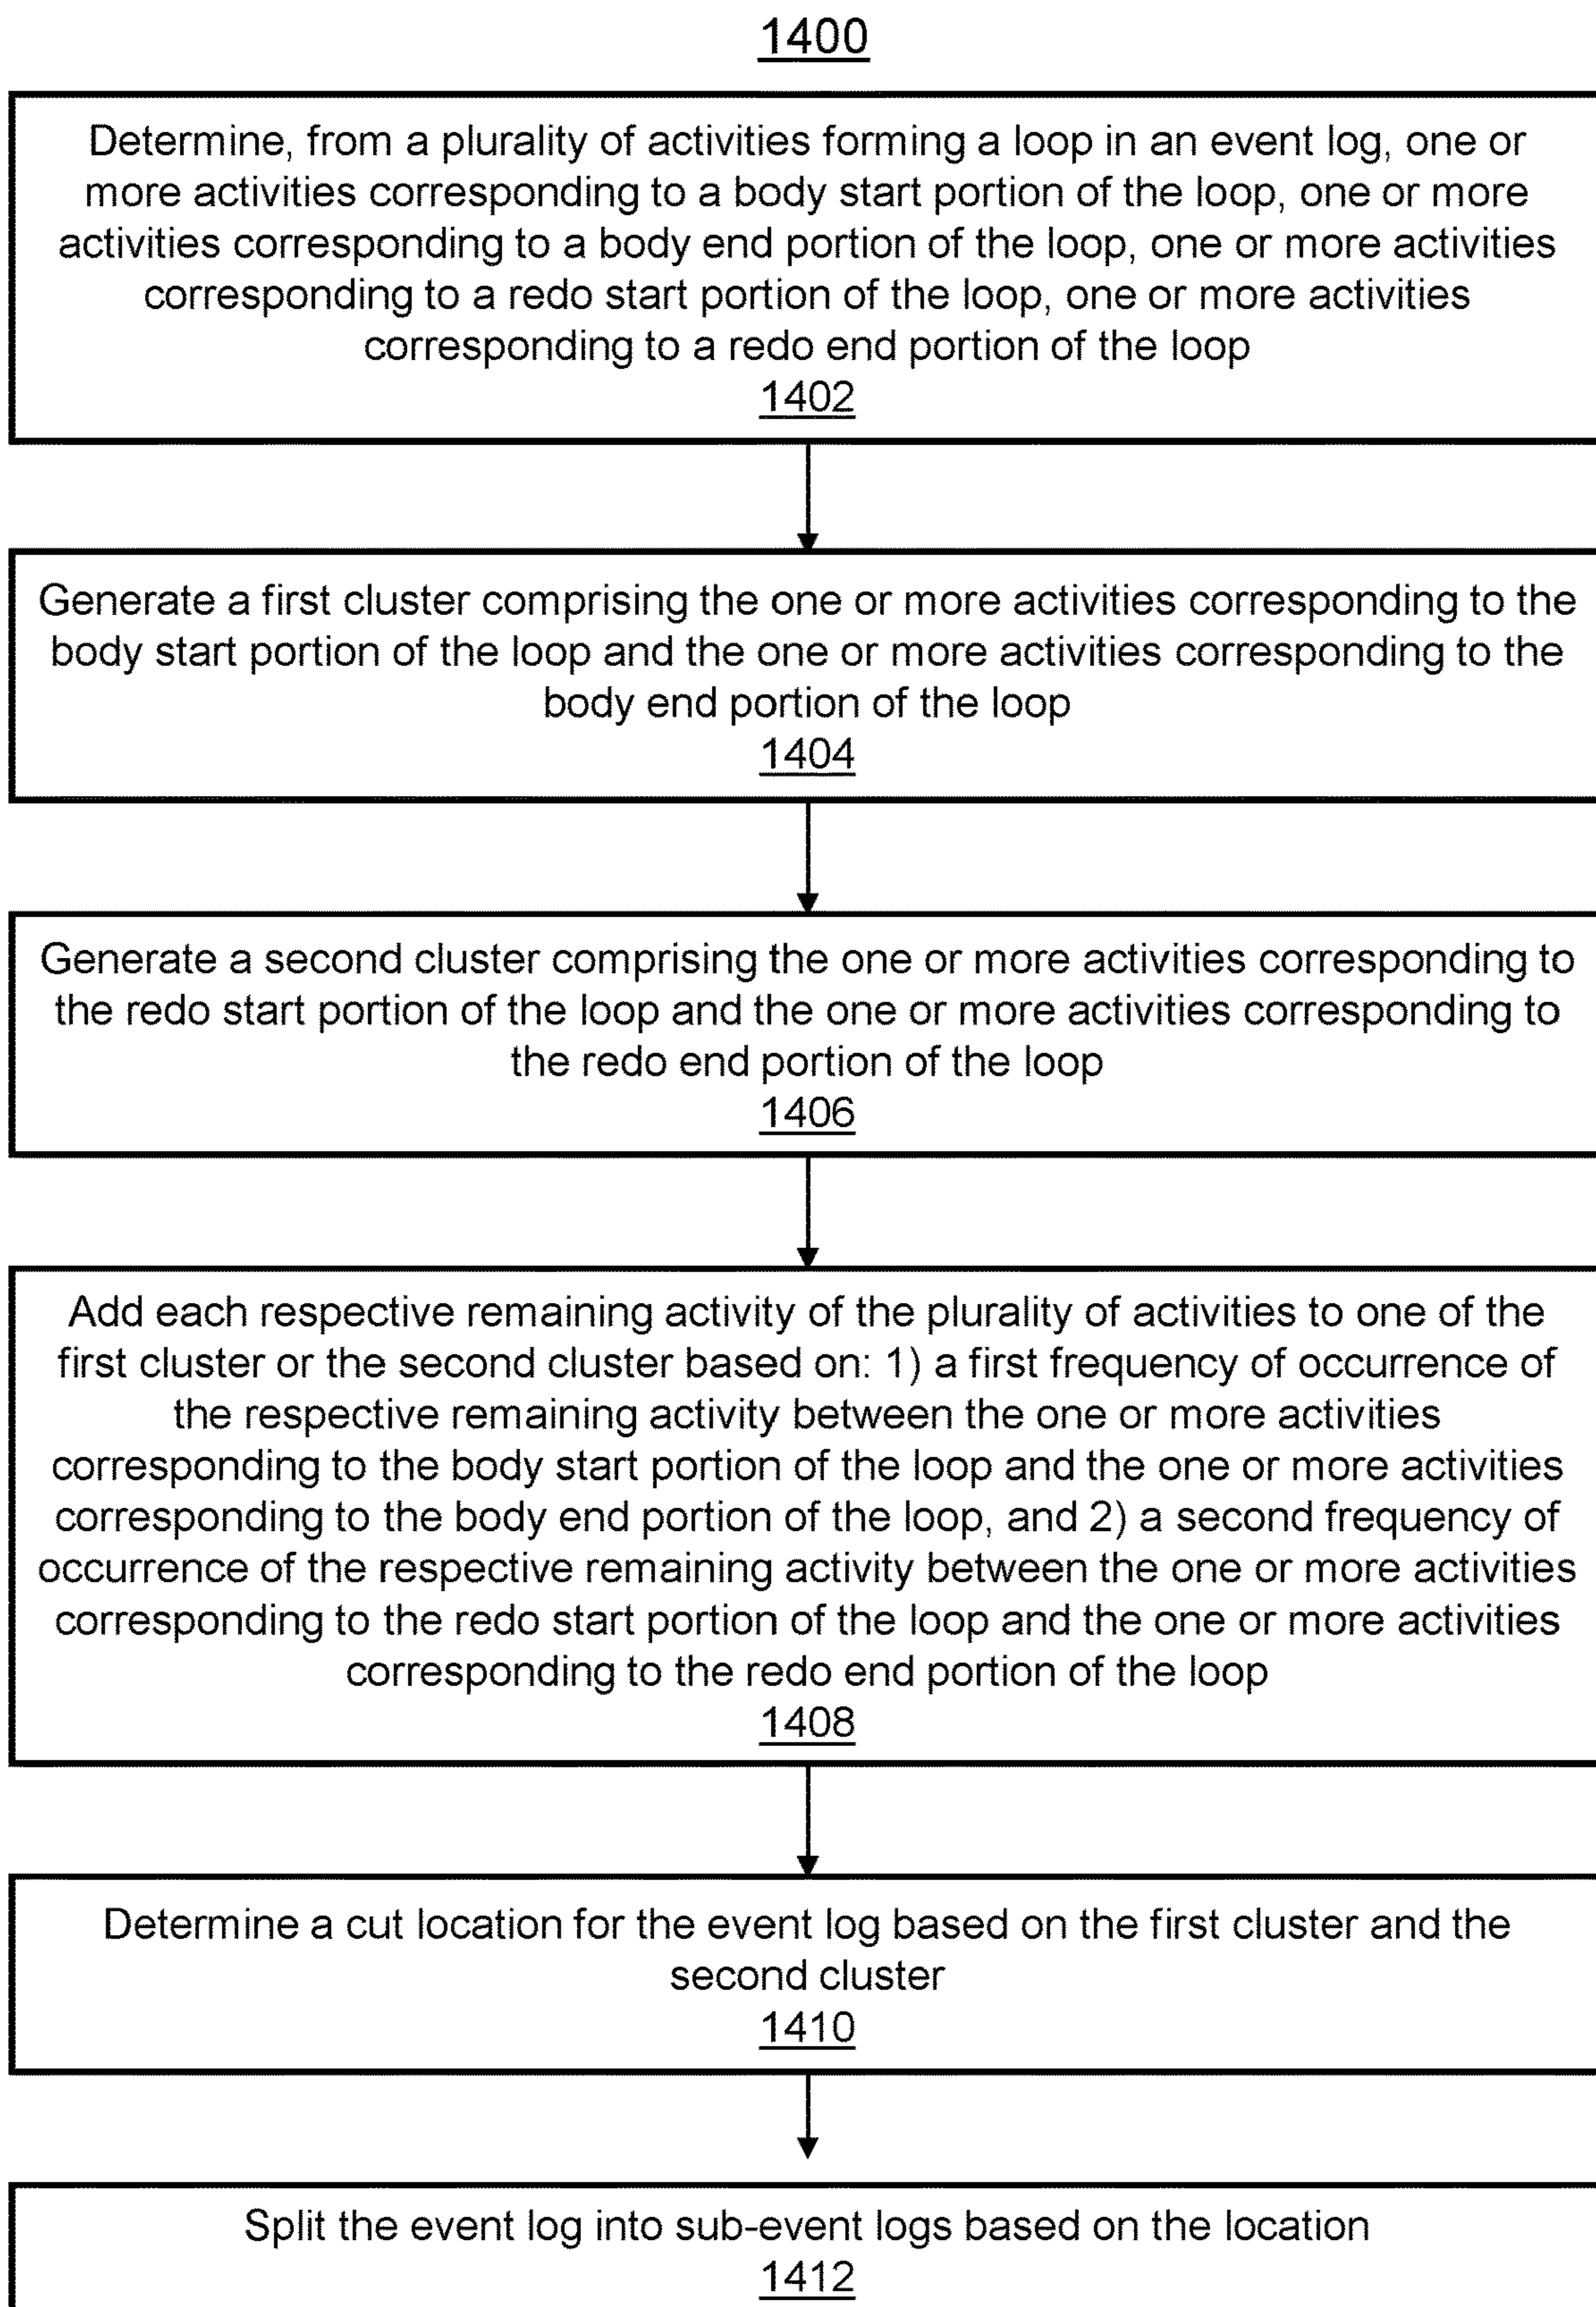 1400
Determine, from a plurality of activities forming a loop in an event log, one or
more activities corresponding to a body start portion of the loop, one or more
activities corresponding to a body end portion of the loop, one or more activities
corresponding to a redo start portion of the loop, one or more activities
corresponding to a redo end portion of the loop
1402
Generate a first cluster comprising the one or more activities corresponding to the
body start portion of the loop and the one or more activities corresponding to the
body end portion of the loop
1404
Generate a second cluster comprising the one or more activities corresponding to
the redo start portion of the loop and the one or more activities corresponding to
the redo end portion of the loop
1406
Add each respective remaining activity of the plurality of activities to one of the
first cluster or the second cluster based on: 1) a first frequency of occurrence of
the respective remaining activity between the one or more activities
corresponding to the body start portion of the loop and the one or more activities
corresponding to the body end portion of the loop, and 2) a second frequency of
occurrence of the respective remaining activity between the one or more activities
corresponding to the redo start portion of the loop and the one or more activities
corresponding to the redo end portion of the loop
1408
Determine a cut location for the event log based on the first cluster and the
second cluster
1410
Split the event log into sub-event logs based on the location
1412